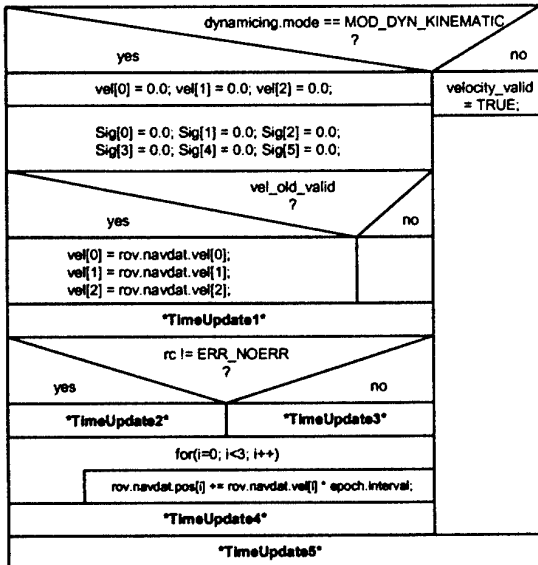 dynamicing.mode == MOD_DYN_KINEMATIC
?
yes
no
vel[0] = 0.0; vel[1] = 0.0; vel[2] = 0.0;
velocity_valid
= TRUE;
Sig[0] = 0.0; Sig[1] = 0.0; Sig[2] = 0.0;
Sig[3] = 0.0; Sig[4] = 0.0; Sig[5] = 0.0;
vel_old_valid
?
yes
no
vel[0] = rov.navdat.vel[0];
vel[1] = rov.navdat.vel[1];
vel[2] = rov.navdat.vel[2];
*TimeUpdate1*
rc != ERR_NOERR
?
yes
no
*TimeUpdate2*
*TimeUpdate3*
for(i=0; i<3; i++)
rov.navdat.pos[i] += rov.navdat.vel[i] * epoch.interval;
*TimeUpdate4*
*TimeUpdate5*